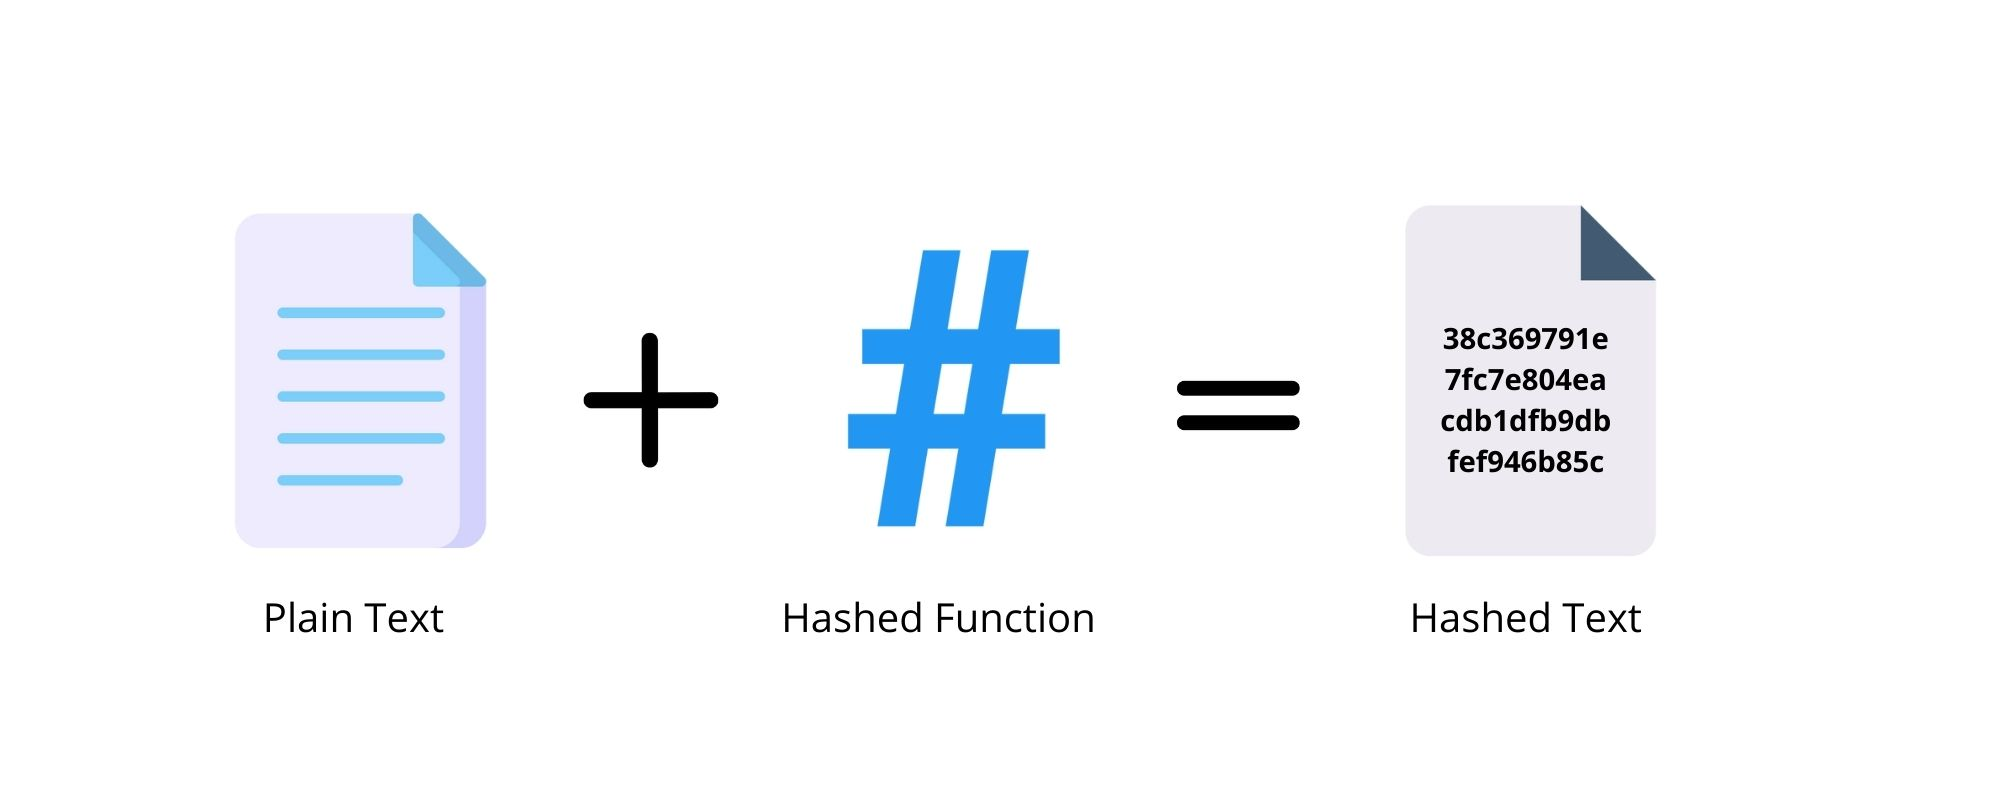 38c369791e
7fc7e804ea
cdb1dfb9db
fef946b85c
Plain Text
Hashed Function
Hashed Text